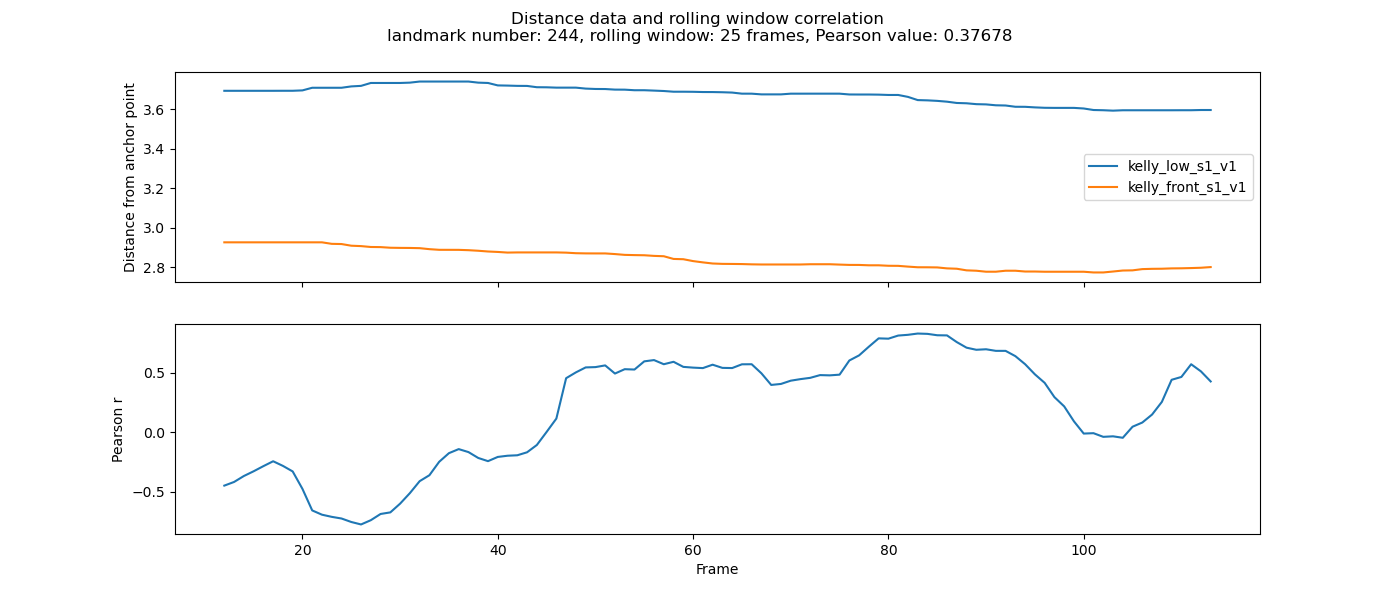 Distance data and rolling window correlation
landmark number: 244, rolling window: 25 frames, Pearson value: 0.37678
Distance from anchor point
3.6
3.4
3.2
3.0
2.8
kelly_low_s1_v1
kelly_front_s1_v1
Pearson r
0.5
0.0
−0.5
20
40
60
80
100
Frame